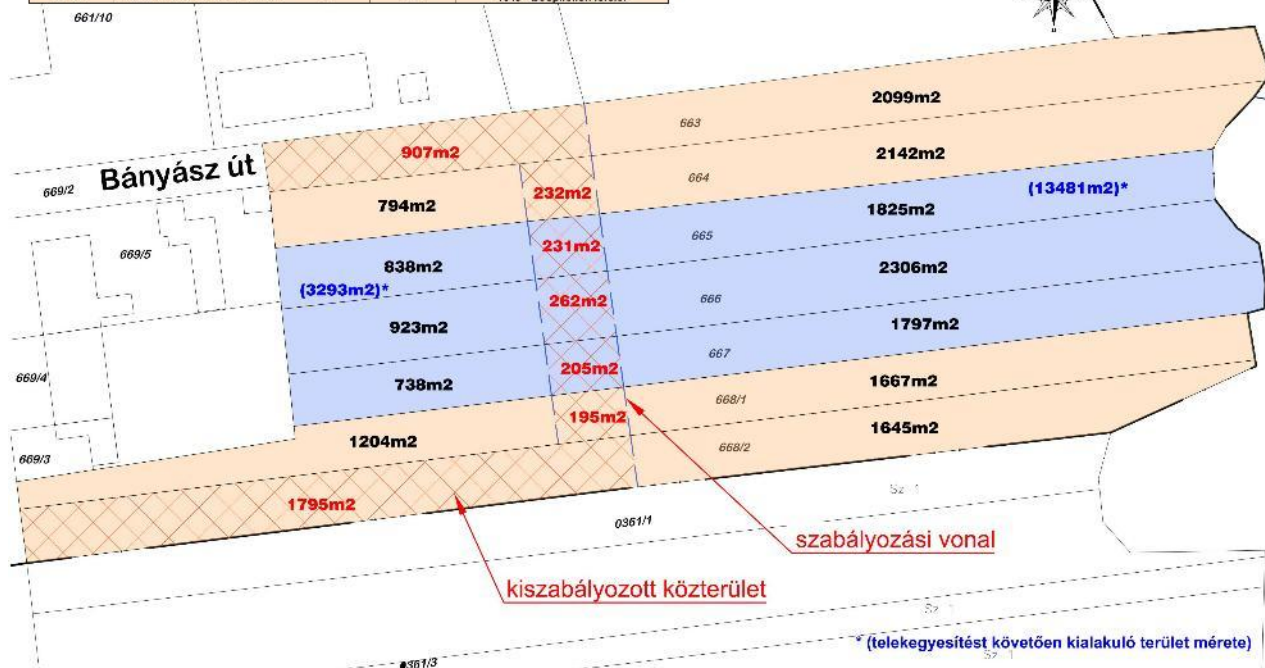 661/10
2099m2
663
907m2
2142m2
Bányász út
669/2
664
(13481m2)*
232m2
794m2
1825m2
665
231m2
669/5
838m2
2306m2
(3293m2)*
262m2
666
923m2
1797m2
667
205m2
669/4
738m2
1667m2
668/1
195m2
1204m2
1645m2
668/2
669/3
Sz 1
1795m2
0361/1
szabályozási vonal
kiszabályozott közterület
Sz 1
* (telekegyesítést követően kialakuló terület mérete)
Sz 1
0361/3